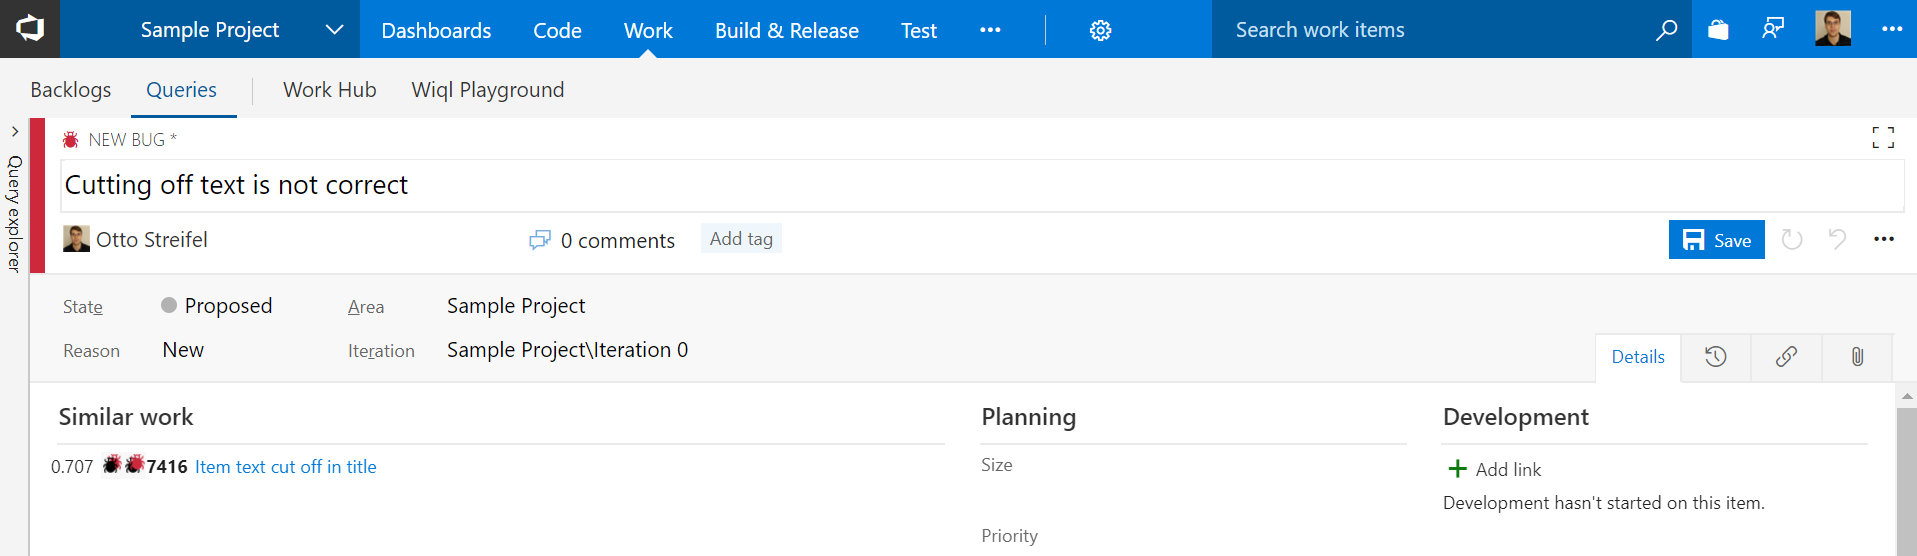 Sample Project Dashboards Code Work Build & Release Test ••• Search work items •••
Backlogs Queries Work Hub Wiql Playground
Query explorer
NEW BUG *
Cutting off text is not correct
Otto Streifel 0 comments Add tag Save •••
State Proposed Area Sample Project
Reason New Iteration Sample Project\Iteration 0
Details
Similar work Planning Development
0.707 7416 Item text cut off in title
Size
Add link
Development hasn't started on this item.
Priority